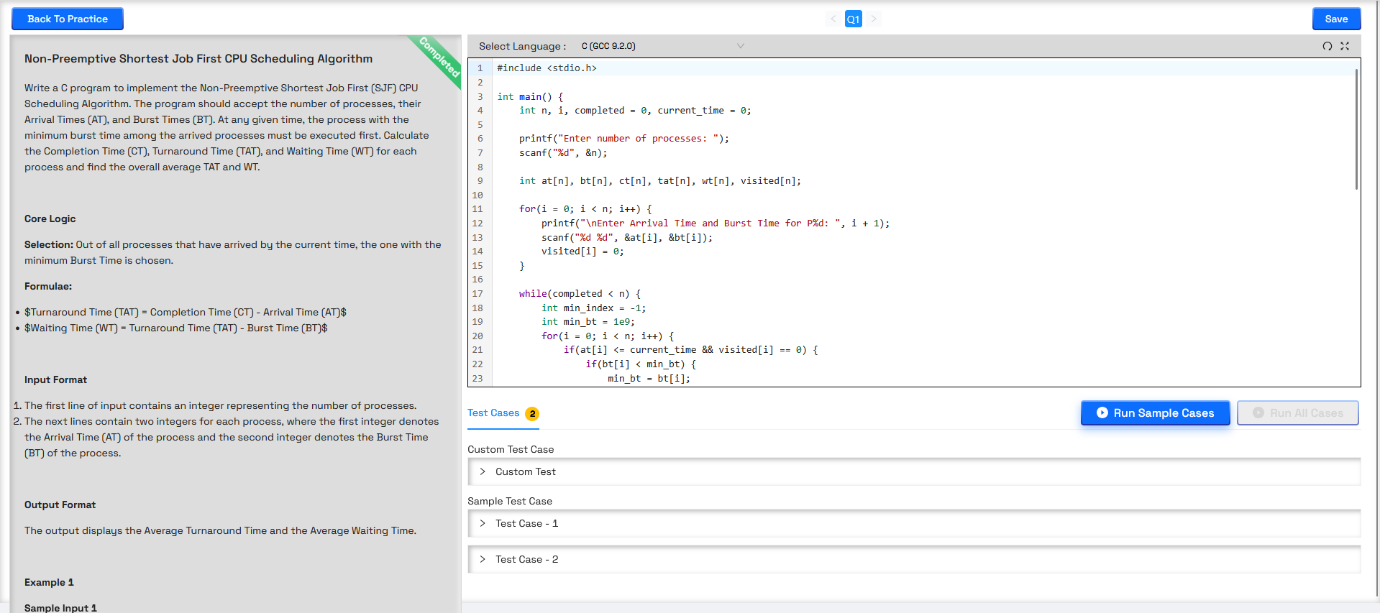 Back To Practice
Q1
Save
Completed
Non-Preemptive Shortest Job First CPU Scheduling Algorithm
Write a C program to implement the Non-Preemptive Shortest Job First (SJF) CPU
Scheduling Algorithm. The program should accept the number of processes, their
Arrival Times (AT), and Burst Times (BT). At any given time, the process with the
minimum burst time among the arrived processes must be executed first. Calculate
the Completion Time (CT), Turnaround Time (TAT), and Waiting Time (WT) for each
process and find the overall average TAT and WT.
Core Logic
Selection: Out of all processes that have arrived by the current time, the one with the
minimum Burst Time is chosen.
Formulae:
• $Turnaround Time (TAT) = Completion Time (CT) - Arrival Time (AT)$
• $Waiting Time (WT) = Turnaround Time (TAT) - Burst Time (BT)$
Input Format
1. The first line of input contains an integer representing the number of processes.
2. The next lines contain two integers for each process, where the first integer denotes
the Arrival Time (AT) of the process and the second integer denotes the Burst Time
(BT) of the process.
Output Format
The output displays the Average Turnaround Time and the Average Waiting Time.
Example 1
Sample Input 1
Select Language : C (GCC 9.2.0)
1 #include <stdio.h>
2
3 int main() {
4 int n, i, completed = 0, current_time = 0;
5
6 printf("Enter number of processes: ");
7 scanf("%d", &n);
8
9 int at[n], bt[n], ct[n], tat[n], wt[n], visited[n];
10
11 for(i = 0; i < n; i++) {
12 printf("\nEnter Arrival Time and Burst Time for P%d: ", i + 1);
13 scanf("%d %d", &at[i], &bt[i]);
14 visited[i] = 0;
15 }
16
17 while(completed < n) {
18 int min_index = -1;
19 int min_bt = 1e9;
20 for(i = 0; i < n; i++) {
21 if(at[i] <= current_time && visited[i] == 0) {
22 if(bt[i] < min_bt) {
23 min_bt = bt[i];
Test Cases 2
Run Sample Cases
Run All Cases
Custom Test Case
Custom Test
Sample Test Case
Test Case - 1
Test Case - 2